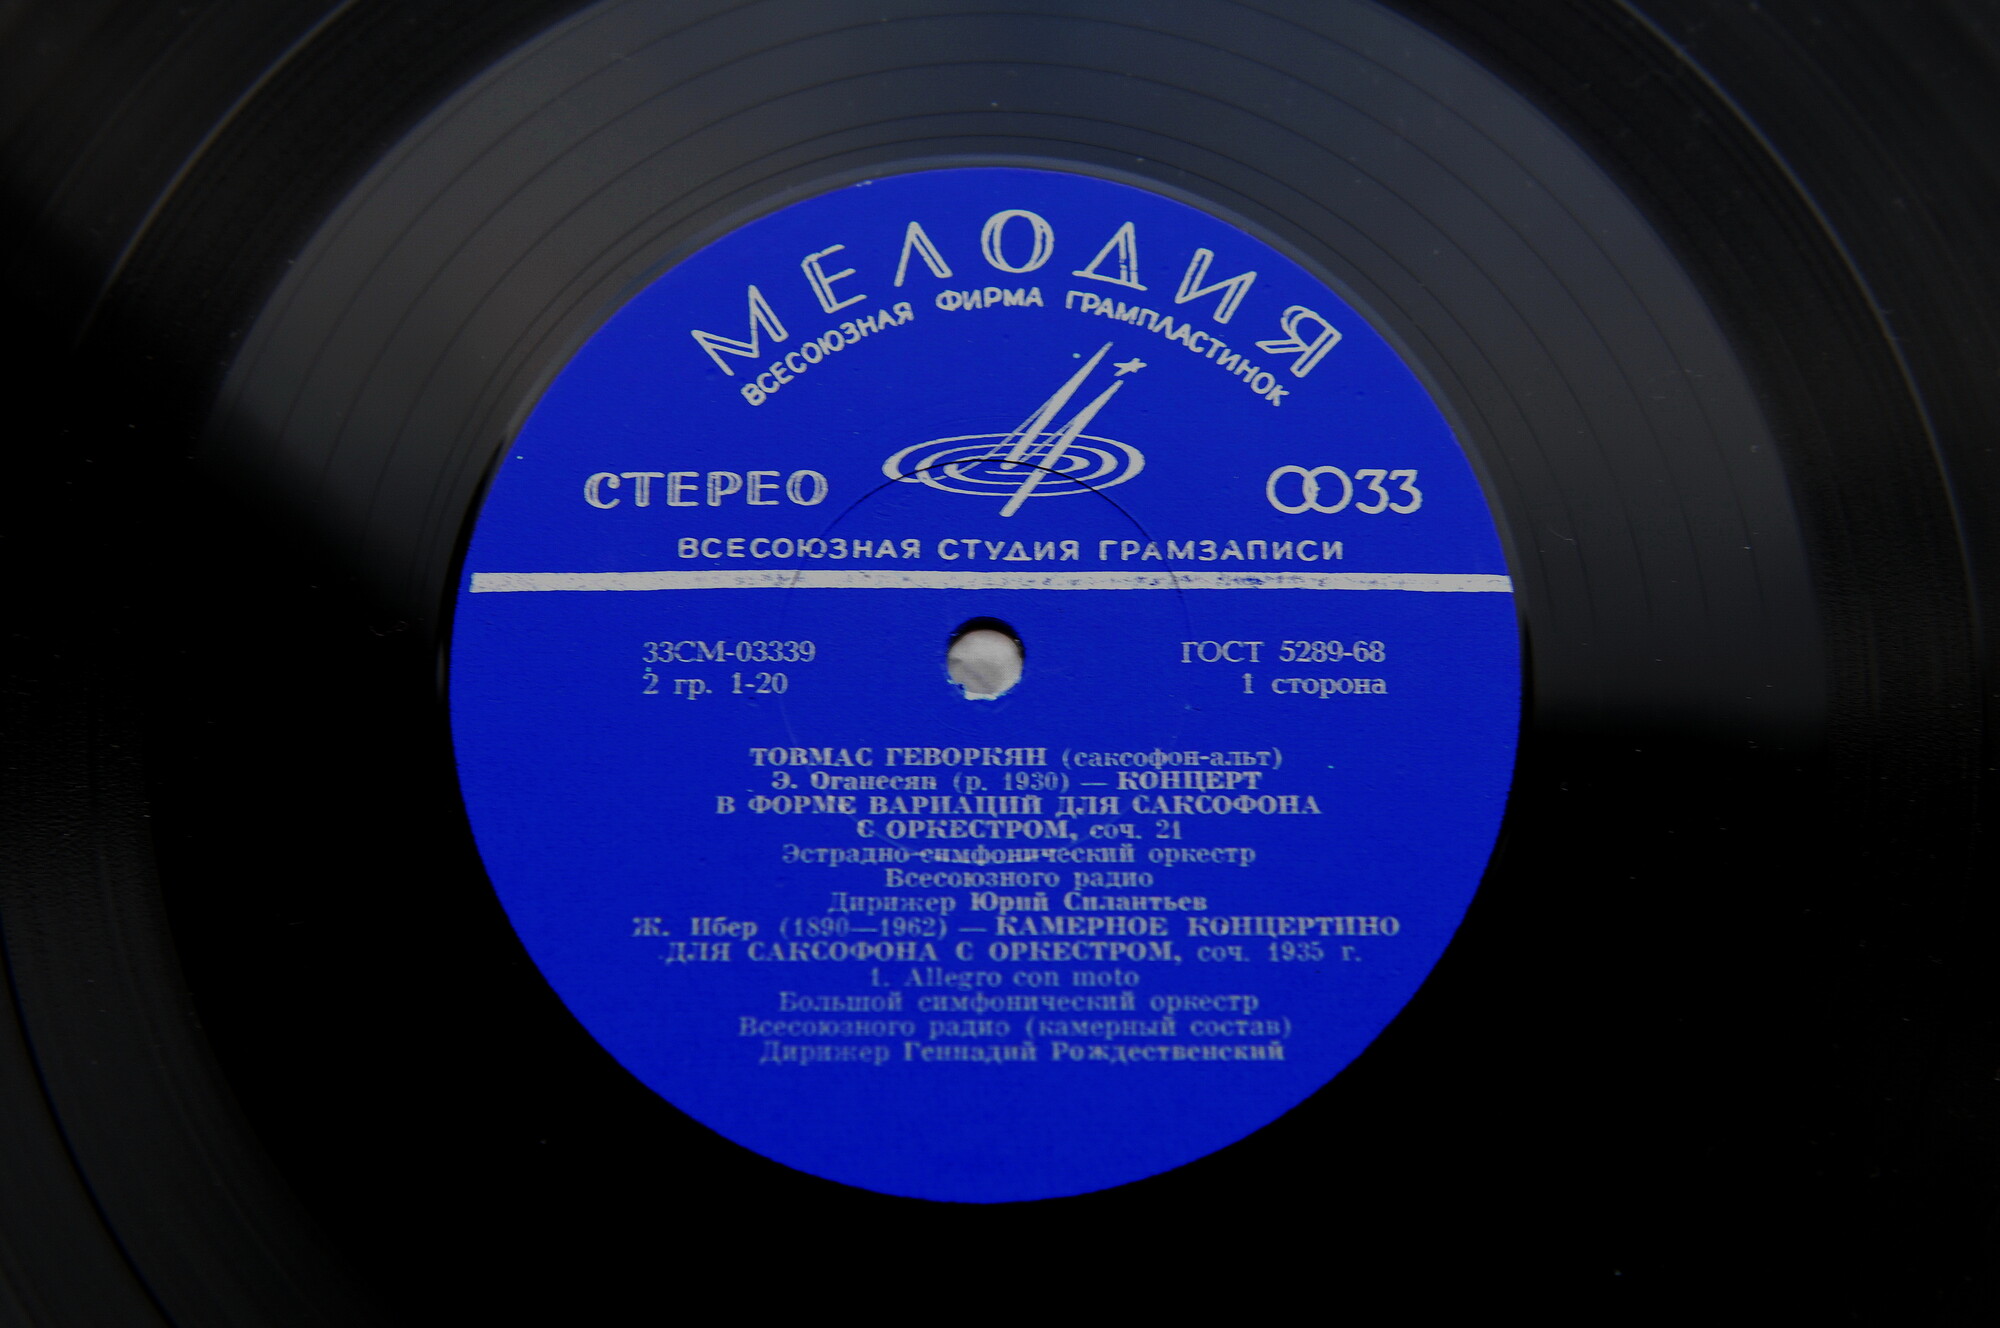 МЕЛОДИЯ
ВСЕСОЮЗНАЯ ФИРМА ГРАМПЛАСТИНОК
СТЕРЕО
33
ВСЕСОЮЗНАЯ СТУДИЯ ГРАМЗАПИСИ
33СМ-03339
2 гр. 1-20
ГОСТ 5289-68
1 сторона
ТОВМАС ГЕВОРКЯН (саксофон-альт)
Э. Оганесян (р. 1930) — КОНЦЕРТ
В ФОРМЕ ВАРИАЦИЙ ДЛЯ САКСОФОНА
С ОРКЕСТРОМ, соч. 21
Эстрадно-симфонический оркестр
Всесоюзного радио
Дирижер Юрий Силантьев
Ж. Ибер (1890—1962) — КАМЕРНОЕ КОНЦЕРТИНО
ДЛЯ САКСОФОНА С ОРКЕСТРОМ, соч. 1935 г.
1. Allegro con moto
Большой симфонический оркестр
Всесоюзного радио (камерный состав)
Дирижер Геннадий Рождественский